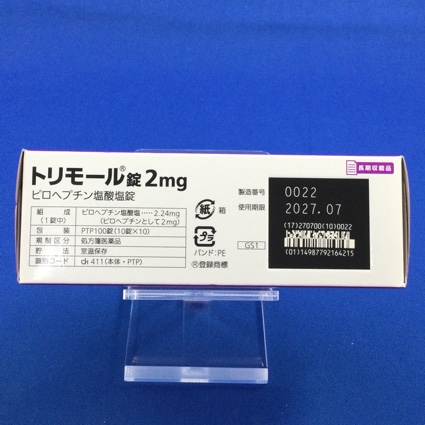 長期収載品
トリモール®錠2mg
ピロヘプチン塩酸塩錠
組成(1錠中) ピロヘプチン塩酸塩……2.24mg
(ピロヘプチンとして2mg)
包装 PTP100錠(10錠×10)
規制区分 処方箋医薬品
貯法 室温保存
識別コード ch 411(本体・PTP)
紙 箱
プラ
バンド:PE
®登録商標
製造番号 0022
使用期限 2027.07
GS1
(17)270700(10)0022
(01)14987792164215